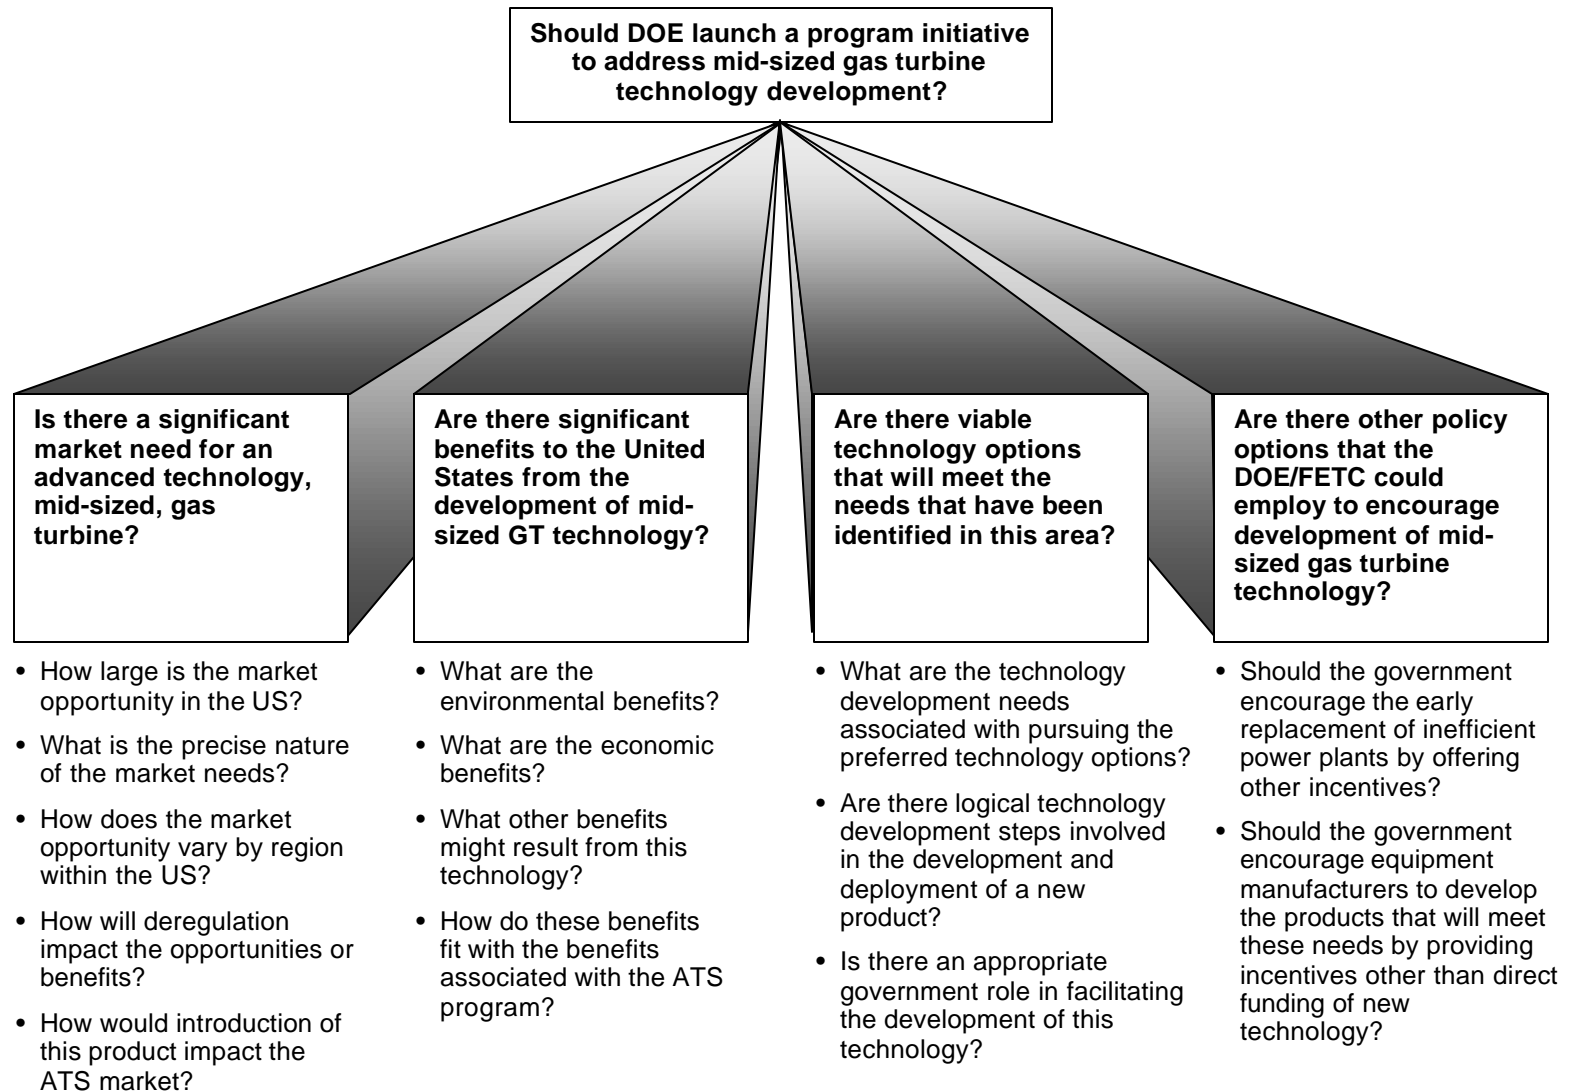 Should DOE launch a program initiative
to address mid-sized gas turbine
technology development?
Is there a significant
market need for an
advanced technology,
mid-sized, gas
turbine?
Are there significant
benefits to the United
States from the
development of mid-
sized GT technology?
Are there viable
technology options
that will meet the
needs that have been
identified in this area?
Are there other policy
options that the
DOE/FETC could
employ to encourage
development of mid-
sized gas turbine
technology?
• How large is the market
opportunity in the US?
• What is the precise nature
of the market needs?
• How does the market
opportunity vary by region
within the US?
• How will deregulation
impact the opportunities or
benefits?
• How would introduction of
this product impact the
ATS market?
• What are the
environmental benefits?
• What are the economic
benefits?
• What other benefits
might result from this
technology?
• How do these benefits
fit with the benefits
associated with the ATS
program?
• What are the technology
development needs
associated with pursuing the
preferred technology options?
• Are there logical technology
development steps involved
in the development and
deployment of a new
product?
• Is there an appropriate
government role in facilitating
the development of this
technology?
• Should the government
encourage the early
replacement of inefficient
power plants by offering
other incentives?
• Should the government
encourage equipment
manufacturers to develop
the products that will meet
these needs by providing
incentives other than direct
funding of new
technology?